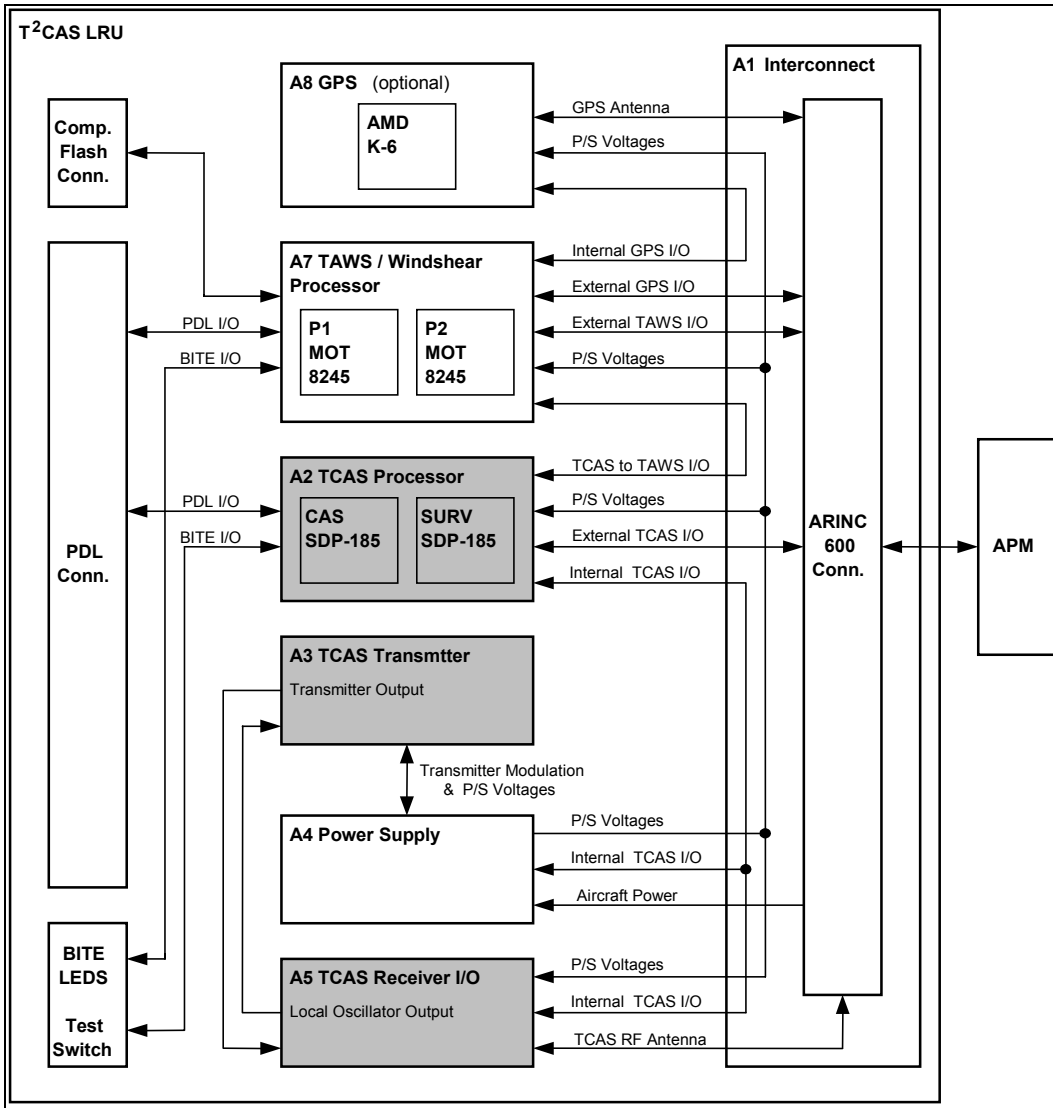 T²CAS LRU
A1 Interconnect
A8 GPS (optional)
AMD
K-6
Comp.
Flash
Conn.
GPS Antenna
P/S Voltages
A7 TAWS / Windshear
Processor
P1
MOT
8245
P2
MOT
8245
PDL I/O
BITE I/O
Internal GPS I/O
External GPS I/O
External TAWS I/O
P/S Voltages
A2 TCAS Processor
CAS
SDP-185
SURV
SDP-185
PDL I/O
BITE I/O
TCAS to TAWS I/O
P/S Voltages
External TCAS I/O
Internal TCAS I/O
PDL
Conn.
ARINC
600
Conn.
APM
A3 TCAS Transmtter
Transmitter Output
Transmitter Modulation
& P/S Voltages
A4 Power Supply
P/S Voltages
Internal TCAS I/O
Aircraft Power
BITE
LEDS
Test
Switch
A5 TCAS Receiver I/O
Local Oscillator Output
P/S Voltages
Internal TCAS I/O
TCAS RF Antenna